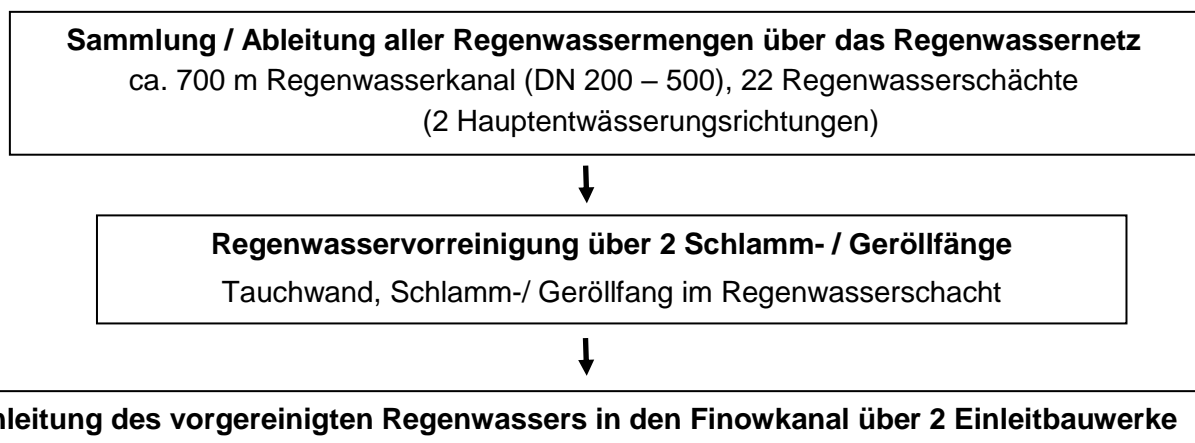 Sammlung / Ableitung aller Regenwassermengen über das Regenwassernetz
ca. 700 m Regenwasserkanal (DN 200 – 500), 22 Regenwasserschächte
(2 Hauptentwässerungsrichtungen)
Regenwasservorreinigung über 2 Schlamm- / Geröllfänge
Tauchwand, Schlamm-/ Geröllfang im Regenwasserschacht
des vorgereinigten Regenwassers in den Finowkanal über 2 Einleitbauwerke